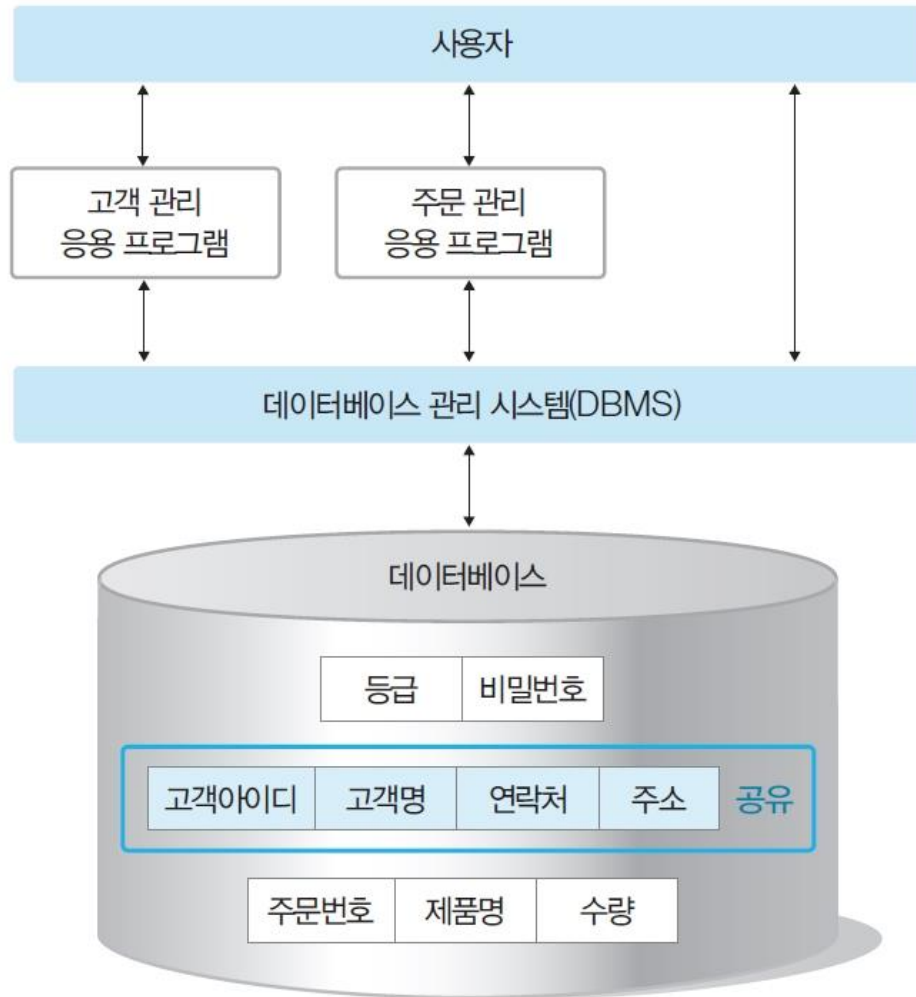 사용자
고객 관리
응용 프로그램
주문 관리
응용 프로그램
데이터베이스 관리 시스템(DBMS)
데이터베이스
등급 비밀번호
고객아이디 고객명 연락처 주소 공유
주문번호 제품명 수량